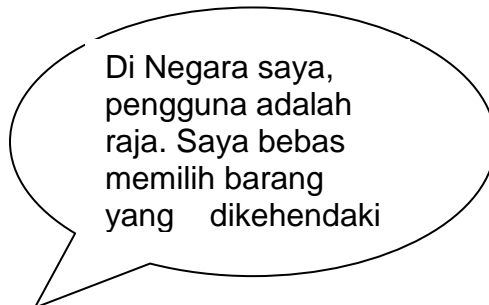 Di Negara saya,
pengguna adalah
raja. Saya bebas
memilih barang
yang dikehendaki